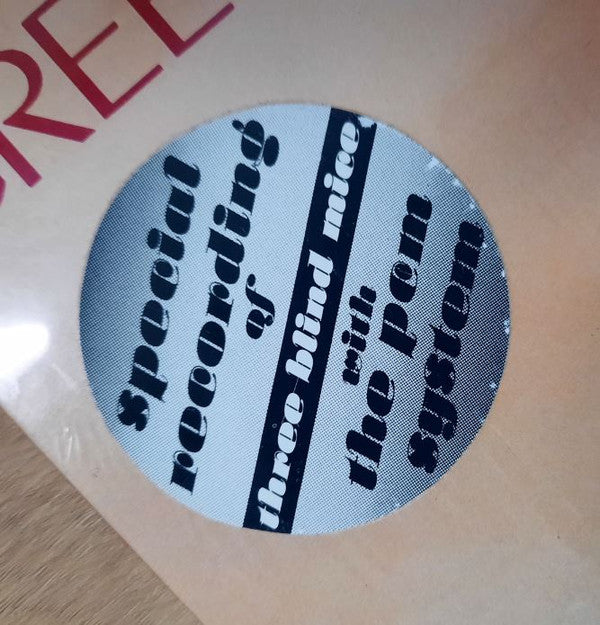 REE
special
recording
of
three blind mice
with
the pcm
system